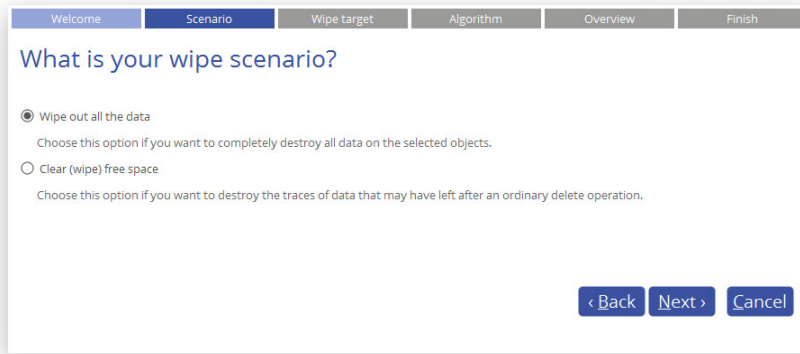 Welcome Scenario Wipe target Algorithm Overview Finish
What is your wipe scenario?
Wipe out all the data
Choose this option if you want to completely destroy all data on the selected objects.
Clear (wipe) free space
Choose this option if you want to destroy the traces of data that may have left after an ordinary delete operation.
‹ Back Next › Cancel